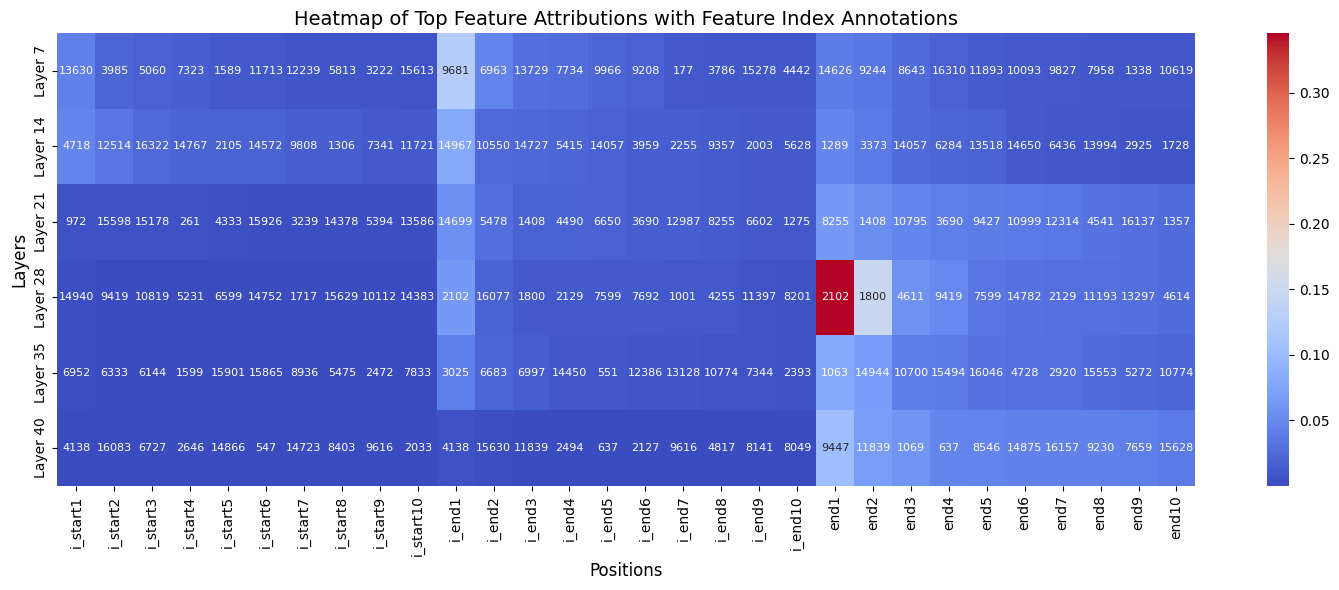 Heatmap of Top Feature Attributions with Feature Index Annotations
Layer 7 13630 3985 5060 7323 1589 11713 12239 5813 3222 15613 9681 6963 13729 7734 9966 9208 177 3786 15278 4442 14626 9244 8643 16310 11893 10093 9827 7958 1338 10619
Layer 14 4718 12514 16322 14767 2105 14572 9808 1306 7341 11721 14967 10550 14727 5415 14057 3959 2255 9357 2003 5628 1289 3373 14057 6284 13518 14650 6436 13994 2925 1728
Layer 21 972 15598 15178 261 4333 15926 3239 14378 5394 13586 14699 5478 1408 4490 6650 3690 12987 8255 6602 1275 8255 1408 10795 3690 9427 10999 12314 4541 16137 1357
Layer 28 14940 9419 10819 5231 6599 14752 1717 15629 10112 14383 2102 16077 1800 2129 7599 7692 1001 4255 11397 8201 2102 1800 4611 9419 7599 14782 2129 11193 13297 4614
Layer 35 6952 6333 6144 1599 15901 15865 8936 5475 2472 7833 3025 6683 6997 14450 551 12386 13128 10774 7344 2393 1063 14944 10700 15494 16046 4728 2920 15553 5272 10774
Layer 40 4138 16083 6727 2646 14866 547 14723 8403 9616 2033 4138 15630 11839 2494 637 2127 9616 4817 8141 8049 9447 11839 1069 637 8546 14875 16157 9230 7659 15628
Layers
i_start1 i_start2 i_start3 i_start4 i_start5 i_start6 i_start7 i_start8 i_start9 i_start10 i_end1 i_end2 i_end3 i_end4 i_end5 i_end6 i_end7 i_end8 i_end9 i_end10 end1 end2 end3 end4 end5 end6 end7 end8 end9 end10
Positions
0.30
0.25
0.20
0.15
0.10
0.05